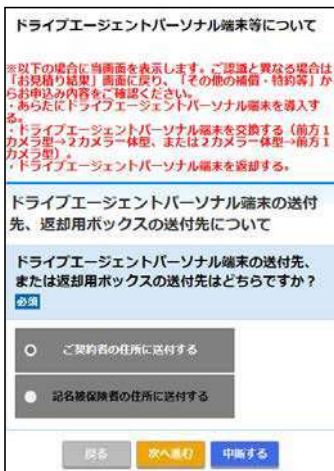 ドライブエージェントパーソナル端末等について
※以下の場合に当画面を表示します。ご認識と異なる場合は
「お見積り結果」画面に戻り、「その他の補償・特約等」か
らお申込み内容をご確認ください。
・あらたにドライブエージェントパーソナル端末を導入す
る。
・ドライブエージェントパーソナル端末を交換する（前方1
カメラ型→2カメラ一体型、または2カメラ一体型→前方1
カメラ型）。
・ドライブエージェントパーソナル端末を返却する。
ドライブエージェントパーソナル端末の送付
先、返却用ボックスの送付先について
ドライブエージェントパーソナル端末の送付先、
または返却用ボックスの送付先はどちらですか？
必須
ご契約者の住所に送付する
記名被保険者の住所に送付する
戻る 次へ進む 中断する